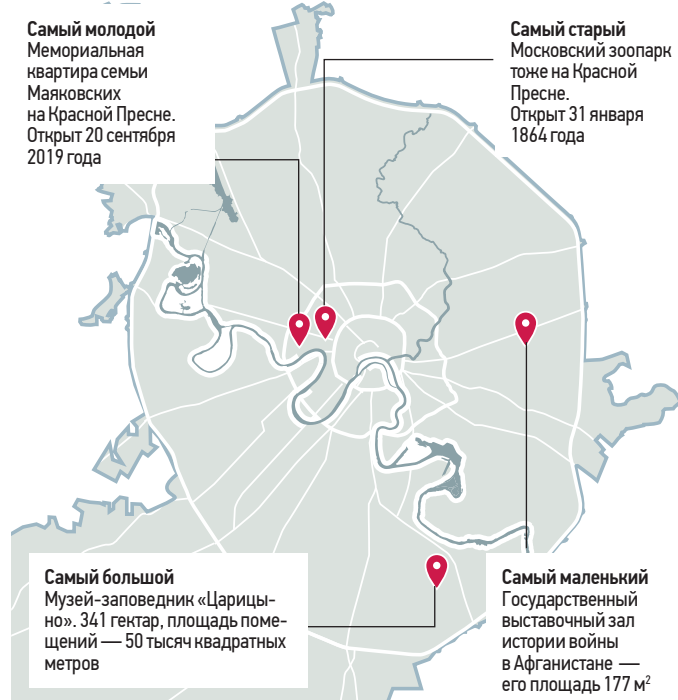 Самый молодой
Мемориальная
квартира семьи
Маяковских
на Красной Пресне.
Открыт 20 сентября
2019 года
Самый старый
Московский зоопарк
тоже на Красной
Пресне.
Открыт 31 января
1864 года
Самый большой
Музей-заповедник «Царицы-
но». 341 гектар, площадь поме-
щений — 50 тысяч квадратных
метров
Самый маленький
Государственный
выставочный зал
истории войны
в Афганистане —
его площадь 177 м²